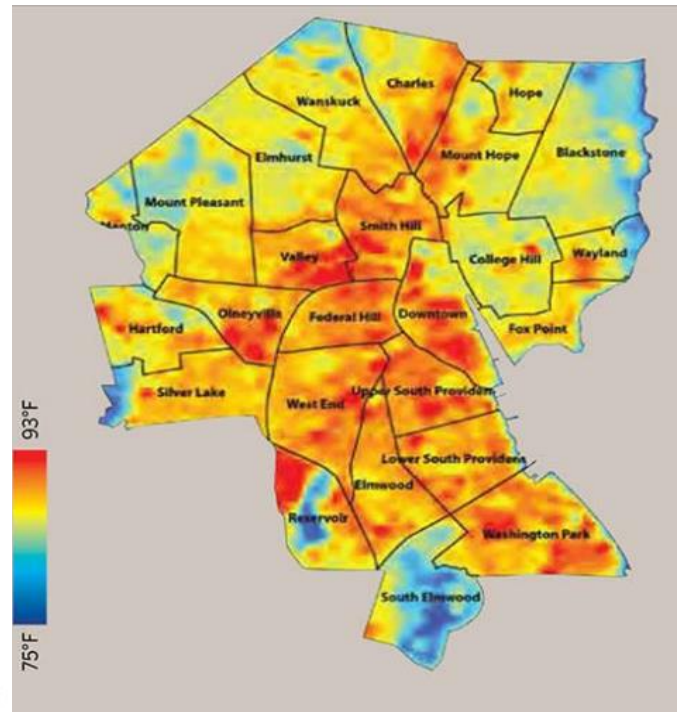 Charles
Hope
Wanskuck
Elmhurst
Mount Hope
Blackstone
Mount Pleasant
Smith Hill
Valley
College Hill
Wayland
Hartford
Olneyville
Federal Hill
Downtown
Fox Point
Silver Lake
West End
Upper South Providen
Lower South Providens
Elmwood
Reservoir
Washington Park
South Elmwood
93°F
75°F